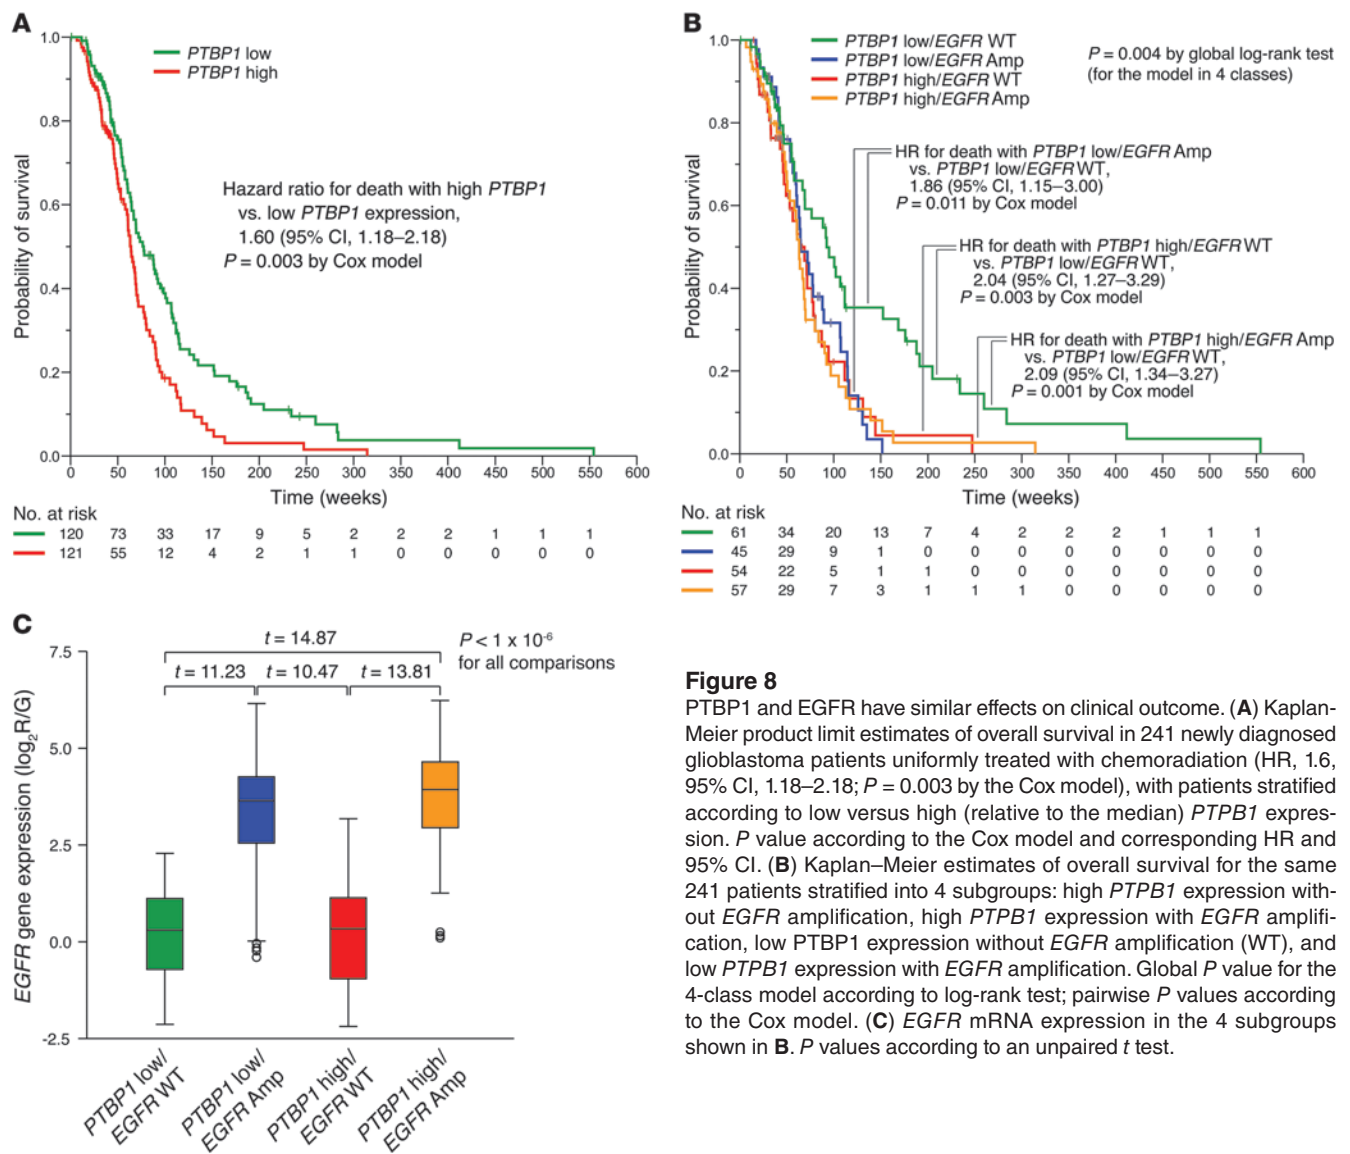 A
1.0
0.8
0.6
0.4
0.2
0.0
Probability of survival
PTBP1 low
PTBP1 high
Hazard ratio for death with high PTBP1
vs. low PTBP1 expression,
1.60 (95% CI, 1.18–2.18)
P = 0.003 by Cox model
0 50 100 150 200 250 300 350 400 450 500 550 600
Time (weeks)
No. at risk
120 73 33 17 9 5 2 2 2 1 1 1
121 55 12 4 2 1 1 0 0 0 0 0
B
1.0
0.8
0.6
0.4
0.2
0.0
Probability of survival
PTBP1 low/EGFR WT
PTBP1 low/EGFR Amp
PTBP1 high/EGFR WT
PTBP1 high/EGFR Amp
P = 0.004 by global log-rank test
(for the model in 4 classes)
HR for death with PTBP1 low/EGFR Amp
vs. PTBP1 low/EGFR WT,
1.86 (95% CI, 1.15–3.00)
P = 0.011 by Cox model
HR for death with PTBP1 high/EGFR WT
vs. PTBP1 low/EGFR WT,
2.04 (95% CI, 1.27–3.29)
P = 0.003 by Cox model
HR for death with PTBP1 high/EGFR Amp
vs. PTBP1 low/EGFR WT,
2.09 (95% CI, 1.34–3.27)
P = 0.001 by Cox model
0 50 100 150 200 250 300 350 400 450 500 550 600
Time (weeks)
No. at risk
61 34 20 13 7 4 2 2 2 1 1 1
45 29 9 1 0 0 0 0 0 0 0 0
54 22 5 1 1 0 0 0 0 0 0 0
57 29 7 3 1 1 1 0 0 0 0 0
C
7.5
5.0
2.5
0.0
-2.5
EGFR gene expression (log2R/G)
t = 14.87
t = 11.23 t = 10.47 t = 13.81
P < 1 x 10-6
for all comparisons
PTBP1 low/
EGFR WT
PTBP1 low/
EGFR Amp
PTBP1 high/
EGFR WT
PTBP1 high/
EGFR Amp
Figure 8
PTBP1 and EGFR have similar effects on clinical outcome. (A) Kaplan-
Meier product limit estimates of overall survival in 241 newly diagnosed
glioblastoma patients uniformly treated with chemoradiation (HR, 1.6,
95% CI, 1.18–2.18; P = 0.003 by the Cox model), with patients stratified
according to low versus high (relative to the median) PTPB1 expres-
sion. P value according to the Cox model and corresponding HR and
95% CI. (B) Kaplan–Meier estimates of overall survival for the same
241 patients stratified into 4 subgroups: high PTPB1 expression with-
out EGFR amplification, high PTPB1 expression with EGFR amplifi-
cation, low PTBP1 expression without EGFR amplification (WT), and
low PTPB1 expression with EGFR amplification. Global P value for the
4-class model according to log-rank test; pairwise P values according
to the Cox model. (C) EGFR mRNA expression in the 4 subgroups
shown in B. P values according to an unpaired t test.